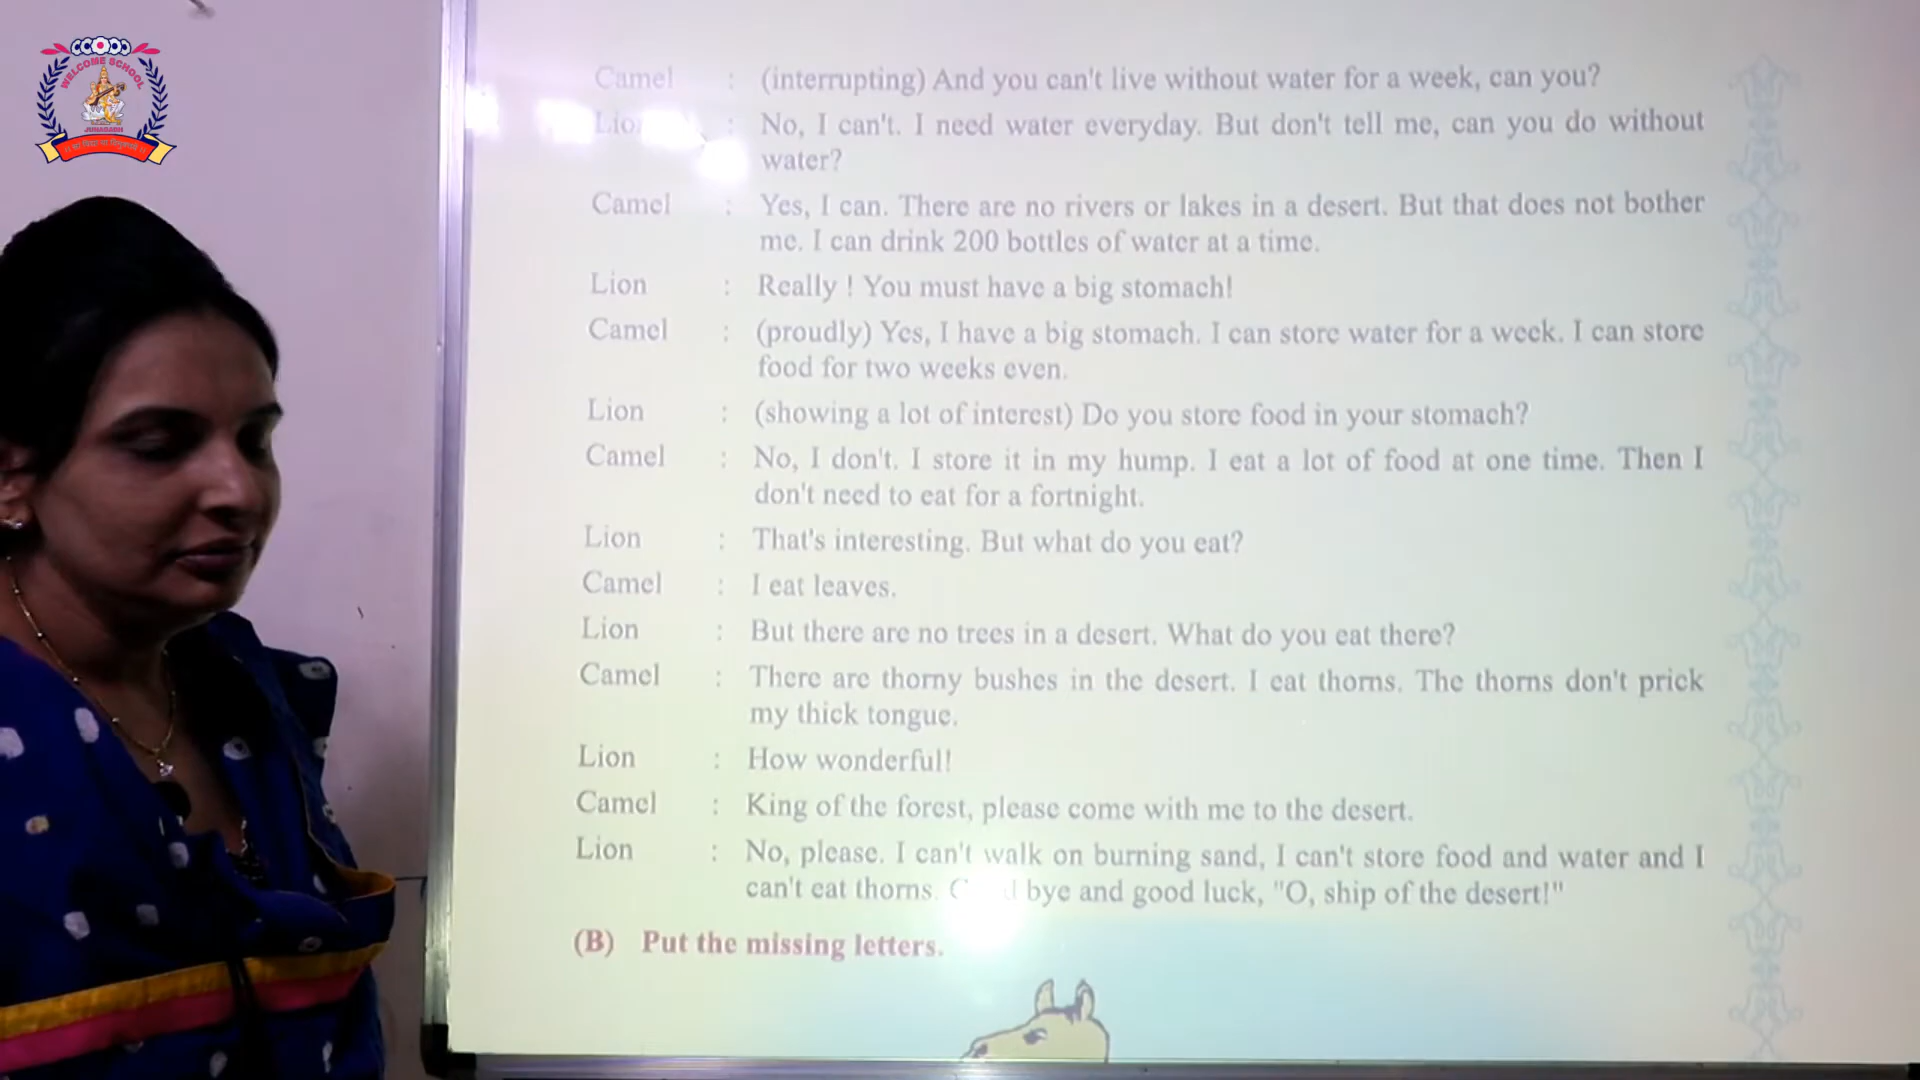 WELCOME SCHOOL
JUNAGADH
Camel : (interrupting) And you can't live without water for a week, can you?
Lion : No, I can't. I need water everyday. But don't tell me, can you do without
water?
Camel : Yes, I can. There are no rivers or lakes in a desert. But that does not bother
me. I can drink 200 bottles of water at a time.
Lion : Really ! You must have a big stomach!
Camel : (proudly) Yes, I have a big stomach. I can store water for a week. I can store
food for two weeks even.
Lion : (showing a lot of interest) Do you store food in your stomach?
Camel : No, I don't. I store it in my hump. I eat a lot of food at one time. Then I
don't need to eat for a fortnight.
Lion : That's interesting. But what do you eat?
Camel : I eat leaves.
Lion : But there are no trees in a desert. What do you eat there?
Camel : There are thorny bushes in the desert. I eat thorns. The thorns don't prick
my thick tongue.
Lion : How wonderful!
Camel : King of the forest, please come with me to the desert.
Lion : No, please. I can't walk on burning sand, I can't store food and water and I
can't eat thorns. bye and good luck, "O, ship of the desert!"
(B) Put the missing letters.